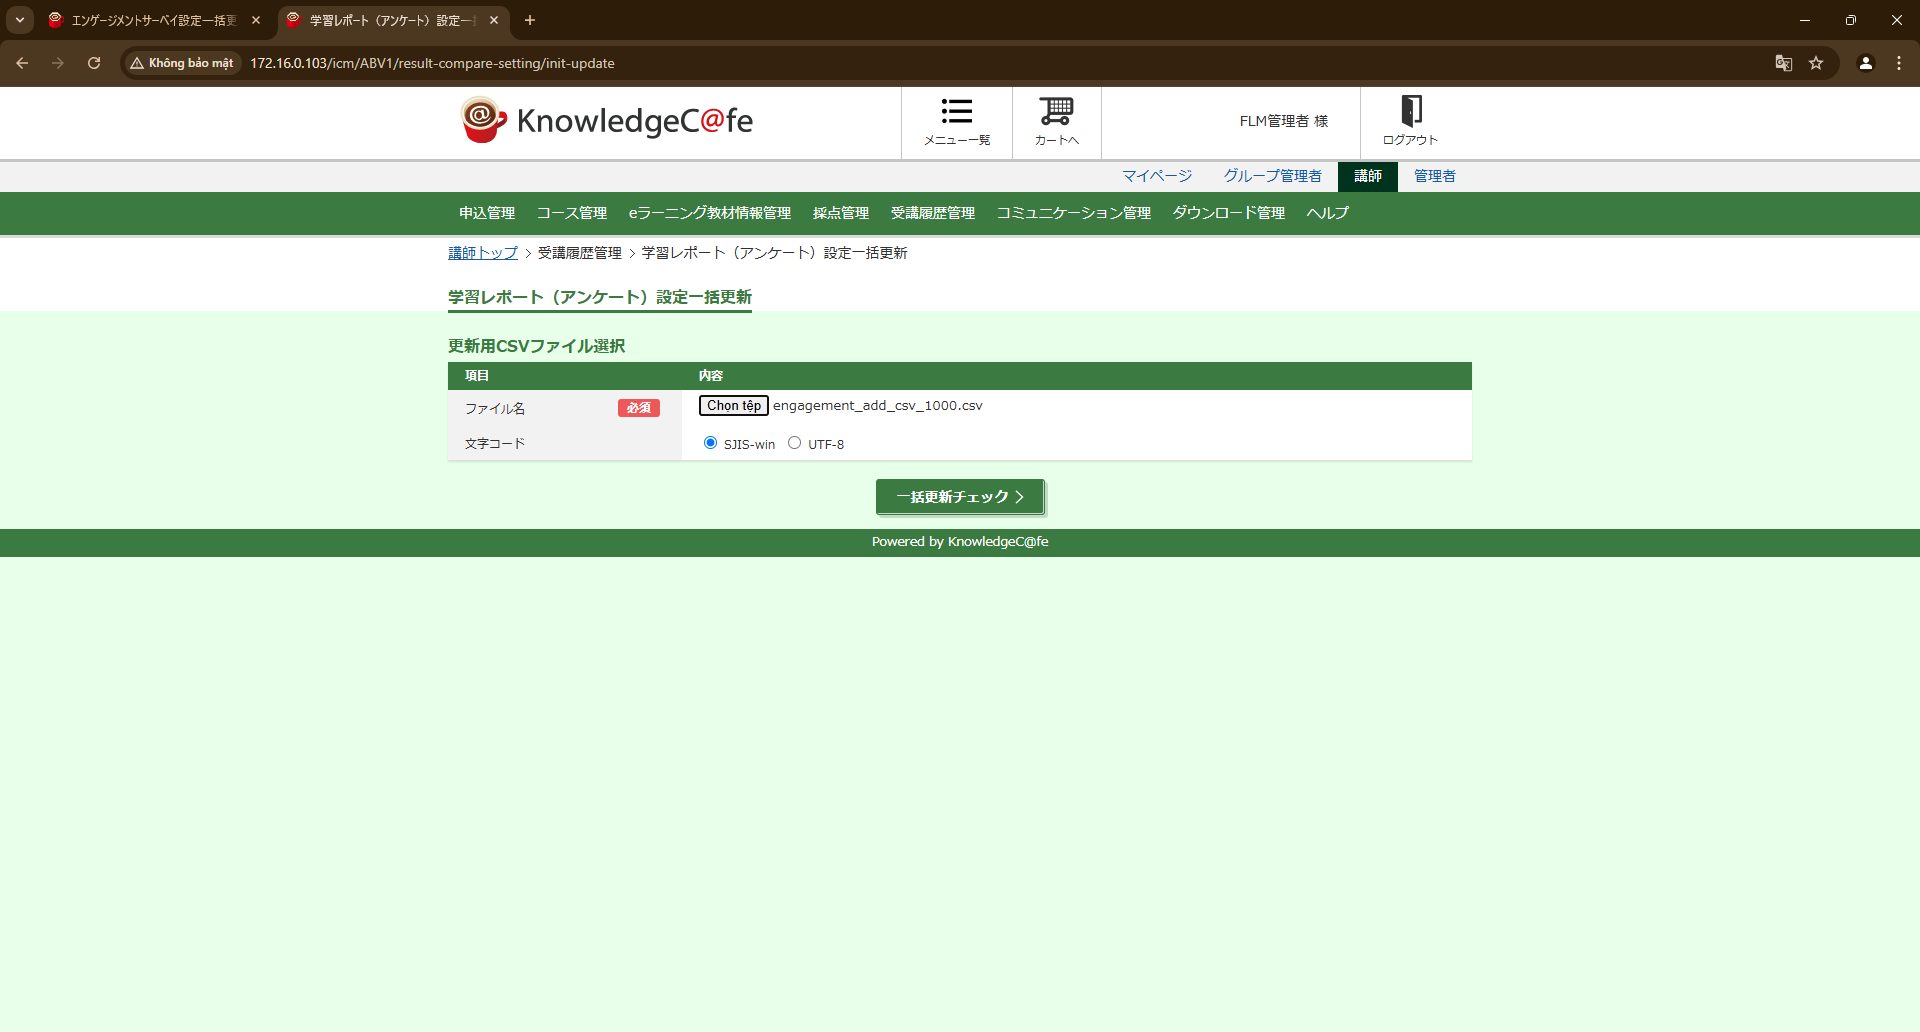 エンゲージメントサーベイ設定一括更
学習レポート（アンケート）設定一
Không bảo mật
172.16.0.103/icm/ABV1/result-compare-setting/init-update
KnowledgeC@fe
メニュー一覧
カートへ
FLM管理者 様
ログアウト
マイページ
グループ管理者
講師
管理者
申込管理
コース管理
eラーニング教材情報管理
採点管理
受講履歴管理
コミュニケーション管理
ダウンロード管理
ヘルプ
講師トップ > 受講履歴管理 > 学習レポート（アンケート）設定一括更新
学習レポート（アンケート）設定一括更新
更新用CSVファイル選択
項目
内容
ファイル名
必須
Chọn tệp engagement_add_csv_1000.csv
文字コード
SJIS-win
UTF-8
一括更新チェック
Powered by KnowledgeC@fe